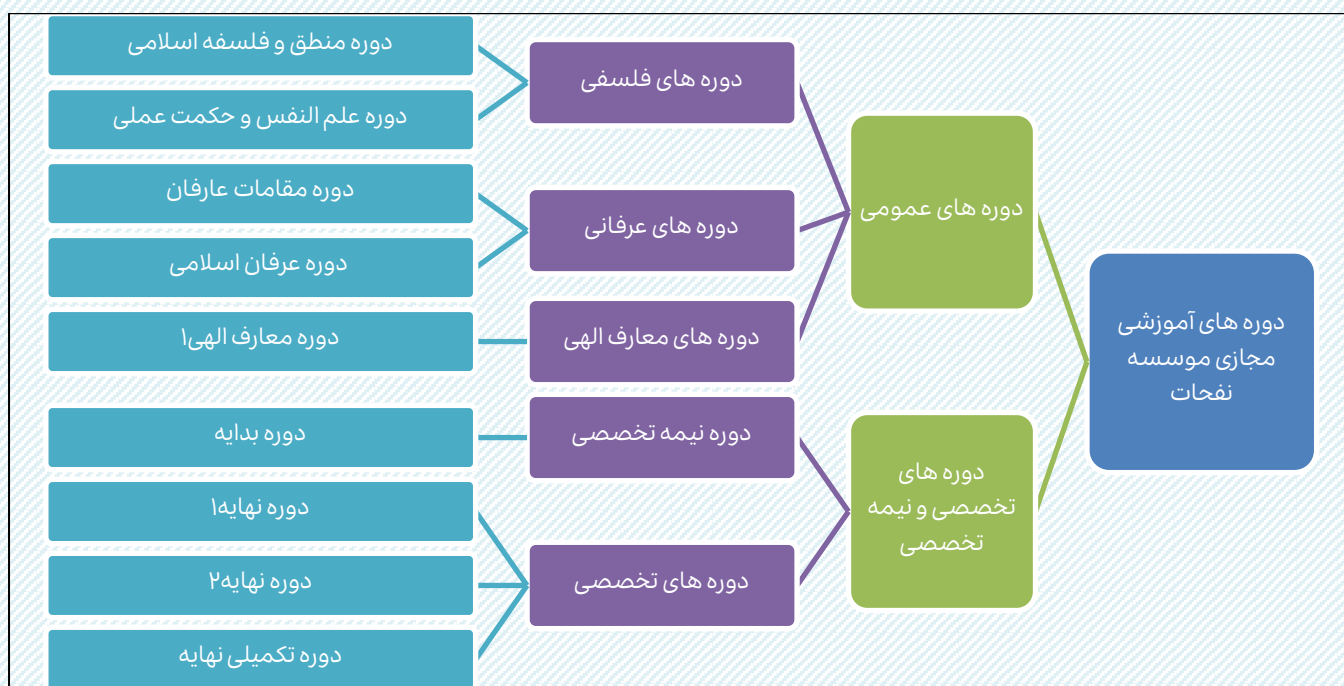 دوره های آموزشی
مجازی موسسه
نفحات
دوره های عمومی
دوره های فلسفی
دوره منطق و فلسفه اسلامی
دوره علم النفس و حکمت عملی
دوره های عرفانی
دوره مقامات عارفان
دوره عرفان اسلامی
دوره های معارف الهی
دوره معارف الهی۱
دوره های
تخصصی و نیمه
تخصصی
دوره نیمه تخصصی
دوره بدایه
دوره های تخصصی
دوره نهایه۱
دوره نهایه۲
دوره تکمیلی نهایه